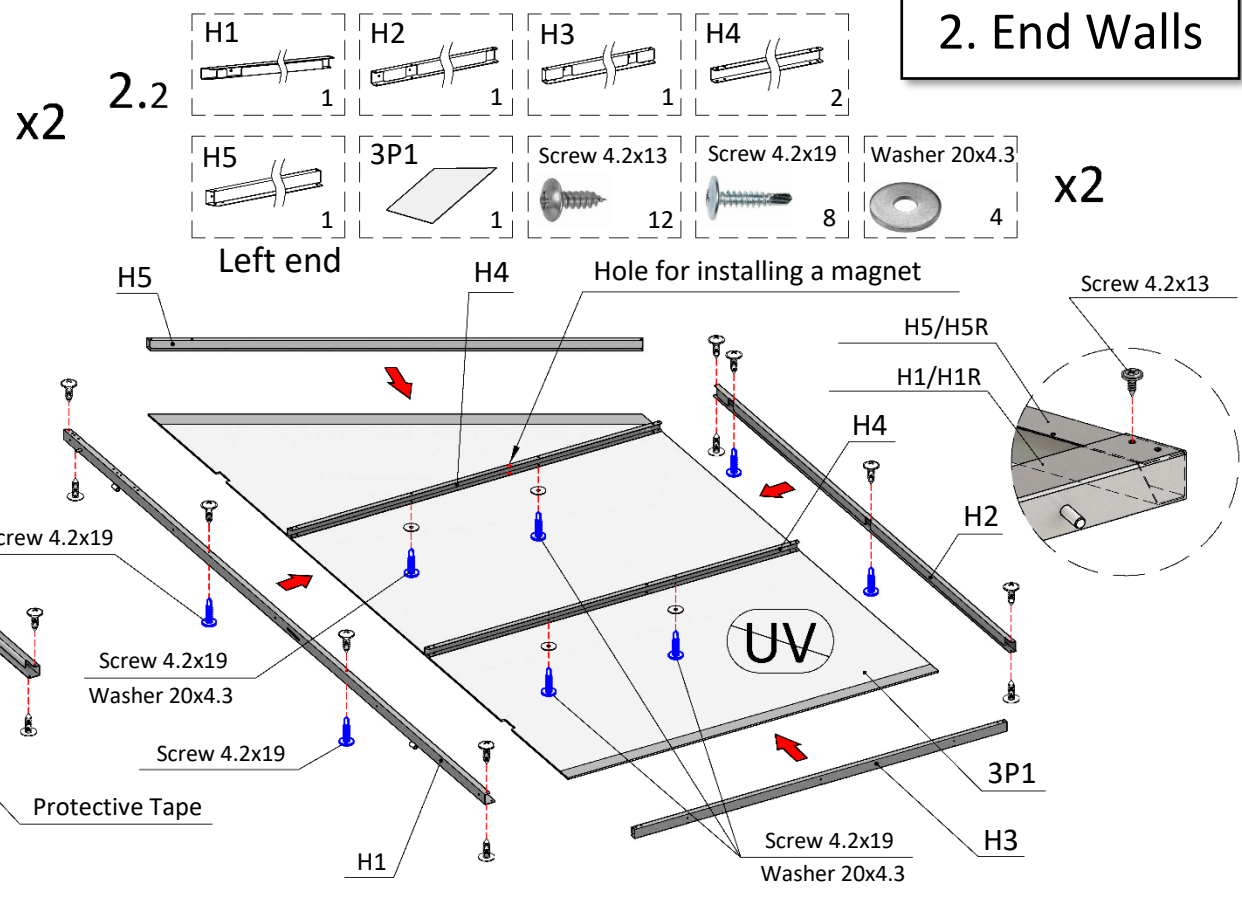 2. End Walls
x2
2.2
H1
1
H2
1
H3
1
H4
2
H5
1
3P1
1
Screw 4.2x13
12
Screw 4.2x19
8
Washer 20x4.3
4
x2
Left end
H5
H4
Hole for installing a magnet
Screw 4.2x13
H5/H5R
H1/H1R
H4
H2
crew 4.2x19
Screw 4.2x19
Washer 20x4.3
UV
Screw 4.2x19
3P1
Protective Tape
H1
Screw 4.2x19
Washer 20x4.3
H3